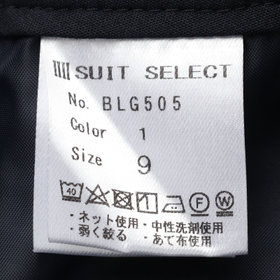 SUIT SELECT
No. BLG505
Color 1
Size 9
40 F W
・ネット使用・中性洗剤使用
・弱く絞る ・あて布使用